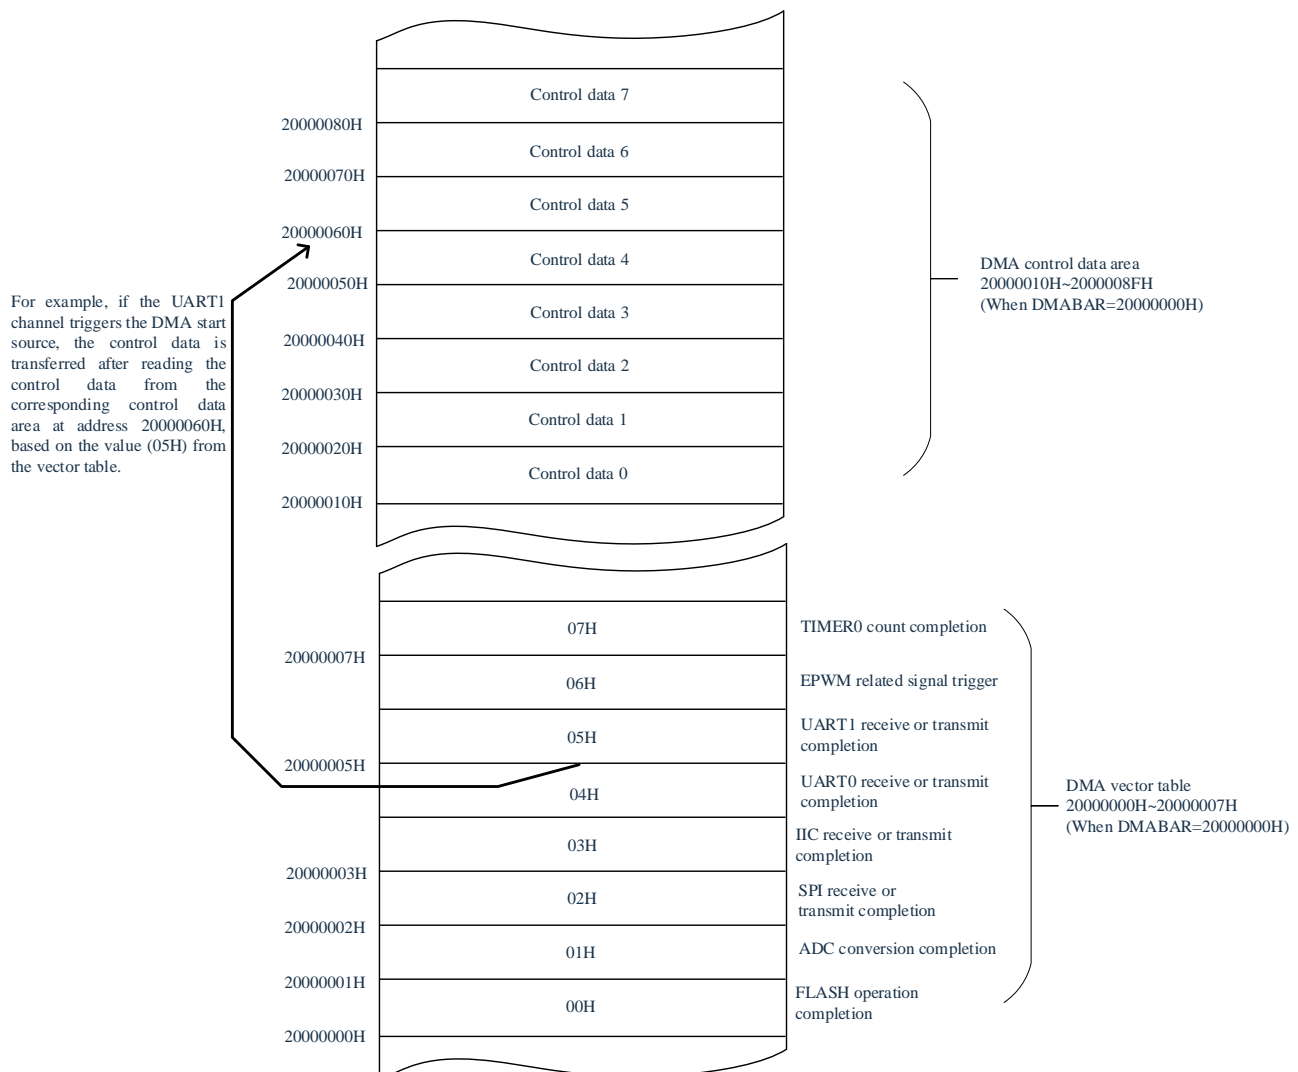 Control data 7
20000080H
Control data 6
20000070H
Control data 5
20000060H
Control data 4
20000050H
Control data 3
20000040H
Control data 2
20000030H
Control data 1
20000020H
Control data 0
20000010H
DMA control data area
20000010H~2000008FH
(When DMABAR=20000000H)
For example, if the UART1
channel triggers the DMA start
source, the control data is
transferred after reading the
control data from the
corresponding control data
area at address 20000060H,
based on the value (05H) from
the vector table.
07H
TIMER0 count completion
20000007H
06H
EPWM related signal trigger
05H
UART1 receive or transmit
completion
20000005H
04H
UART0 receive or transmit
completion
03H
IIC receive or transmit
completion
20000003H
02H
SPI receive or
transmit completion
20000002H
01H
ADC conversion completion
20000001H
00H
FLASH operation
completion
20000000H
DMA vector table
20000000H~20000007H
(When DMABAR=20000000H)